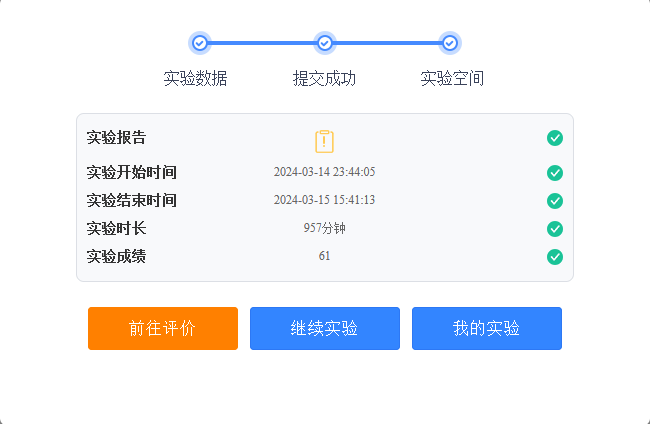 实验数据 提交成功 实验空间
实验报告
实验开始时间 2024-03-14 23:44:05
实验结束时间 2024-03-15 15:41:13
实验时长 957分钟
实验成绩 61
前往评价 继续实验 我的实验